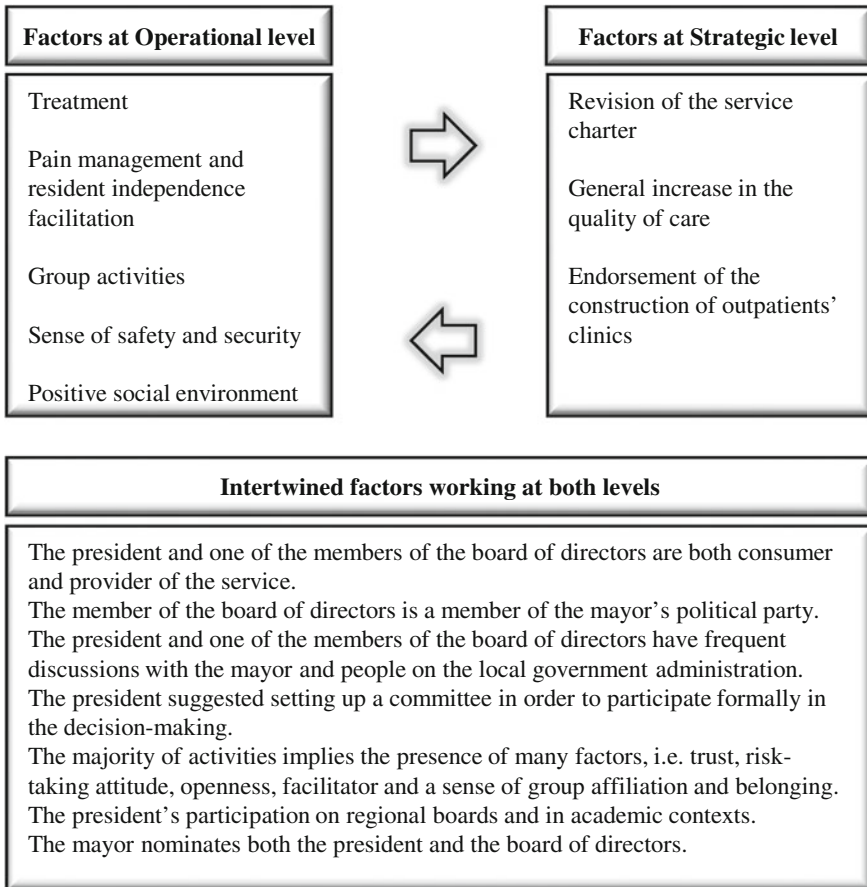 Factors at Operational level
Treatment
Pain management and
resident independence
facilitation
Group activities
Sense of safety and security
Positive social environment
Factors at Strategic level
Revision of the service
charter
General increase in the
quality of care
Endorsement of the
construction of outpatients’
clinics
Intertwined factors working at both levels
The president and one of the members of the board of directors are both consumer
and provider of the service.
The member of the board of directors is a member of the mayor’s political party.
The president and one of the members of the board of directors have frequent
discussions with the mayor and people on the local government administration.
The president suggested setting up a committee in order to participate formally in
the decision-making.
The majority of activities implies the presence of many factors, i.e. trust, risk-
taking attitude, openness, facilitator and a sense of group affiliation and belonging.
The president’s participation on regional boards and in academic contexts.
The mayor nominates both the president and the board of directors.